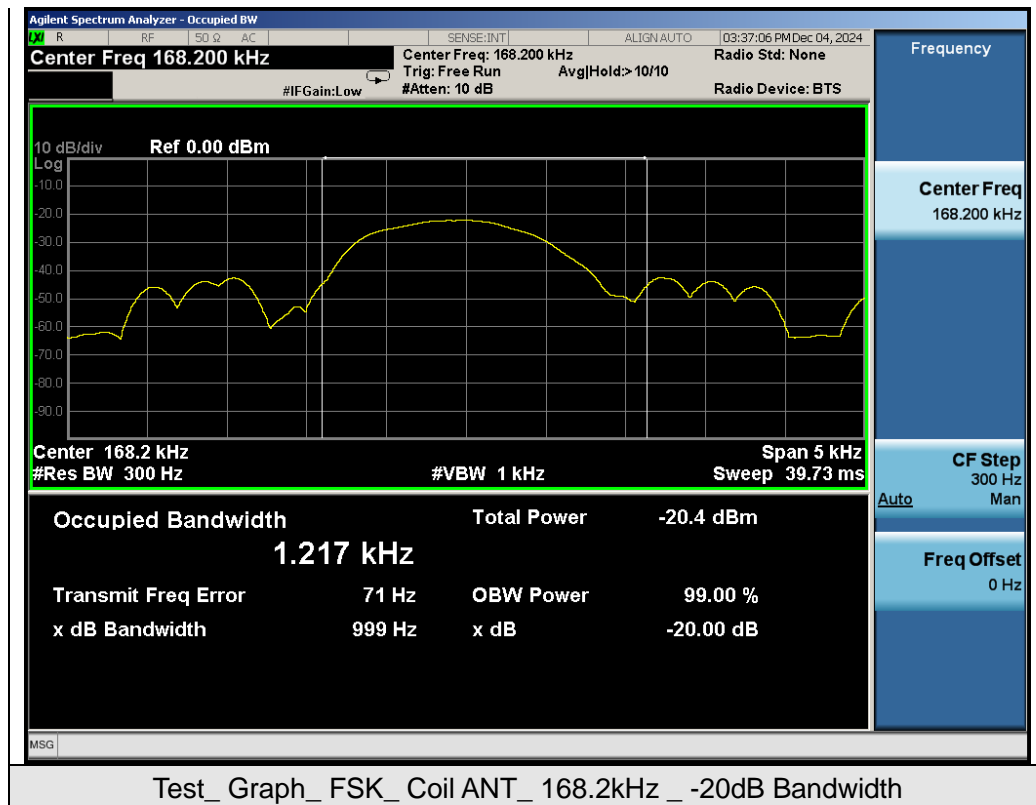 Agilent Spectrum Analyzer - Occupied BW
LXI R RF 50 Ω AC SENSE:INT ALIGN AUTO 03:37:06 PM Dec 04, 2024
Center Freq 168.200 kHz
Center Freq: 168.200 kHz
Radio Std: None
Trig: Free Run Avg|Hold:> 10/10
#IFGain:Low #Atten: 10 dB Radio Device: BTS
10 dB/div Ref 0.00 dBm
Log
-10.0
-20.0
-30.0
-40.0
-50.0
-60.0
-70.0
-80.0
-90.0
Center 168.2 kHz Span 5 kHz
#Res BW 300 Hz #VBW 1 kHz Sweep 39.73 ms
Occupied Bandwidth Total Power -20.4 dBm
1.217 kHz
Transmit Freq Error 71 Hz OBW Power 99.00 %
x dB Bandwidth 999 Hz x dB -20.00 dB
MSG
Frequency
Center Freq
168.200 kHz
CF Step
300 Hz
Auto Man
Freq Offset
0 Hz
Test_ Graph_ FSK_ Coil ANT_ 168.2kHz _ -20dB Bandwidth